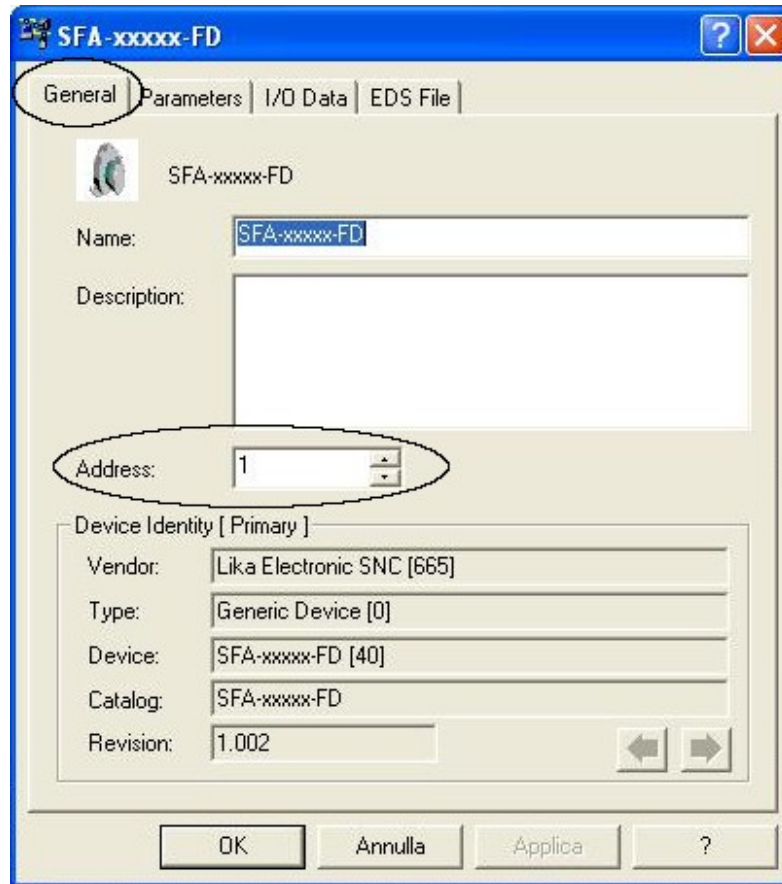 SFA-xxxxx-FD
General Parameters I/O Data EDS File
SFA-xxxxx-FD
Name: SFA-xxxxx-FD
Description:
Address: 1
Device Identity [ Primary ]
Vendor: Lika Electronic SNC [665]
Type: Generic Device [0]
Device: SFA-xxxxx-FD [40]
Catalog: SFA-xxxxx-FD
Revision: 1.002
OK Annulla Applica ?